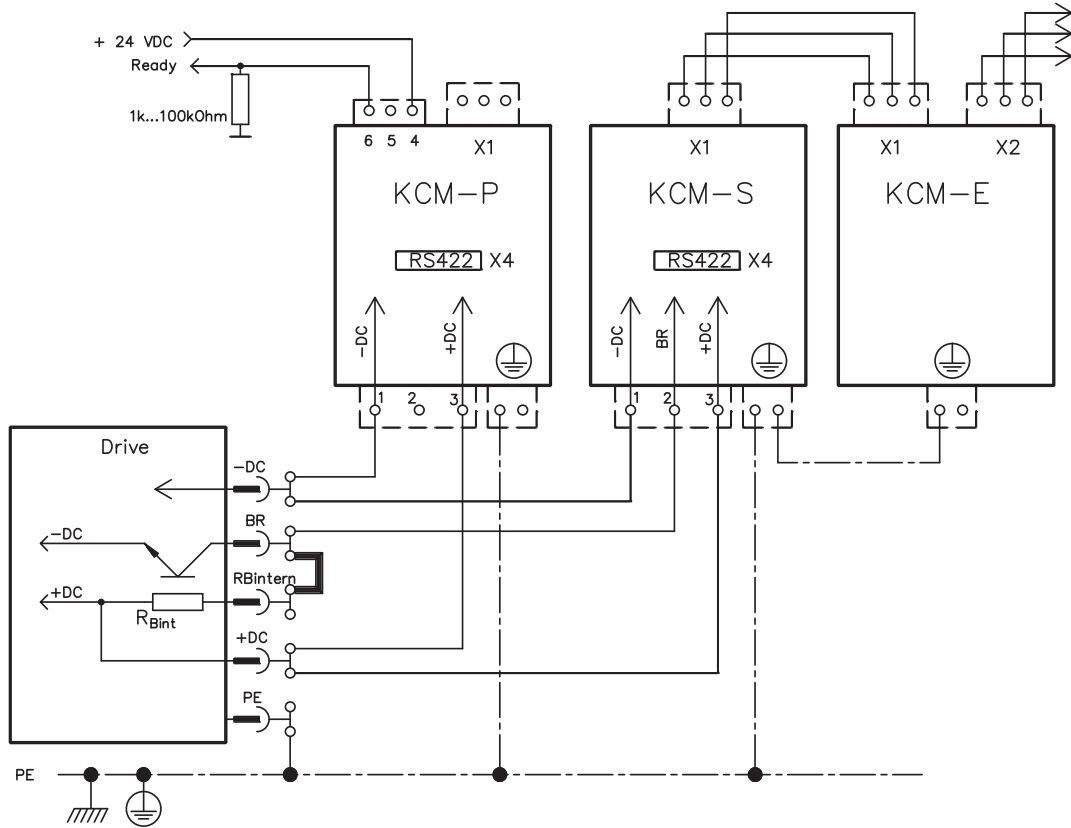 + 24 VDC
Ready
1k...100kOhm
6 5 4
X1
KCM-P
RS422 X4
-DC
+DC
1 2 3
X1
KCM-S
RS422 X4
-DC
BR
+DC
1 2 3
X1
X2
KCM-E
Drive
-DC
BR
-DC
RBintern
+DC
RBint
+DC
PE
PE